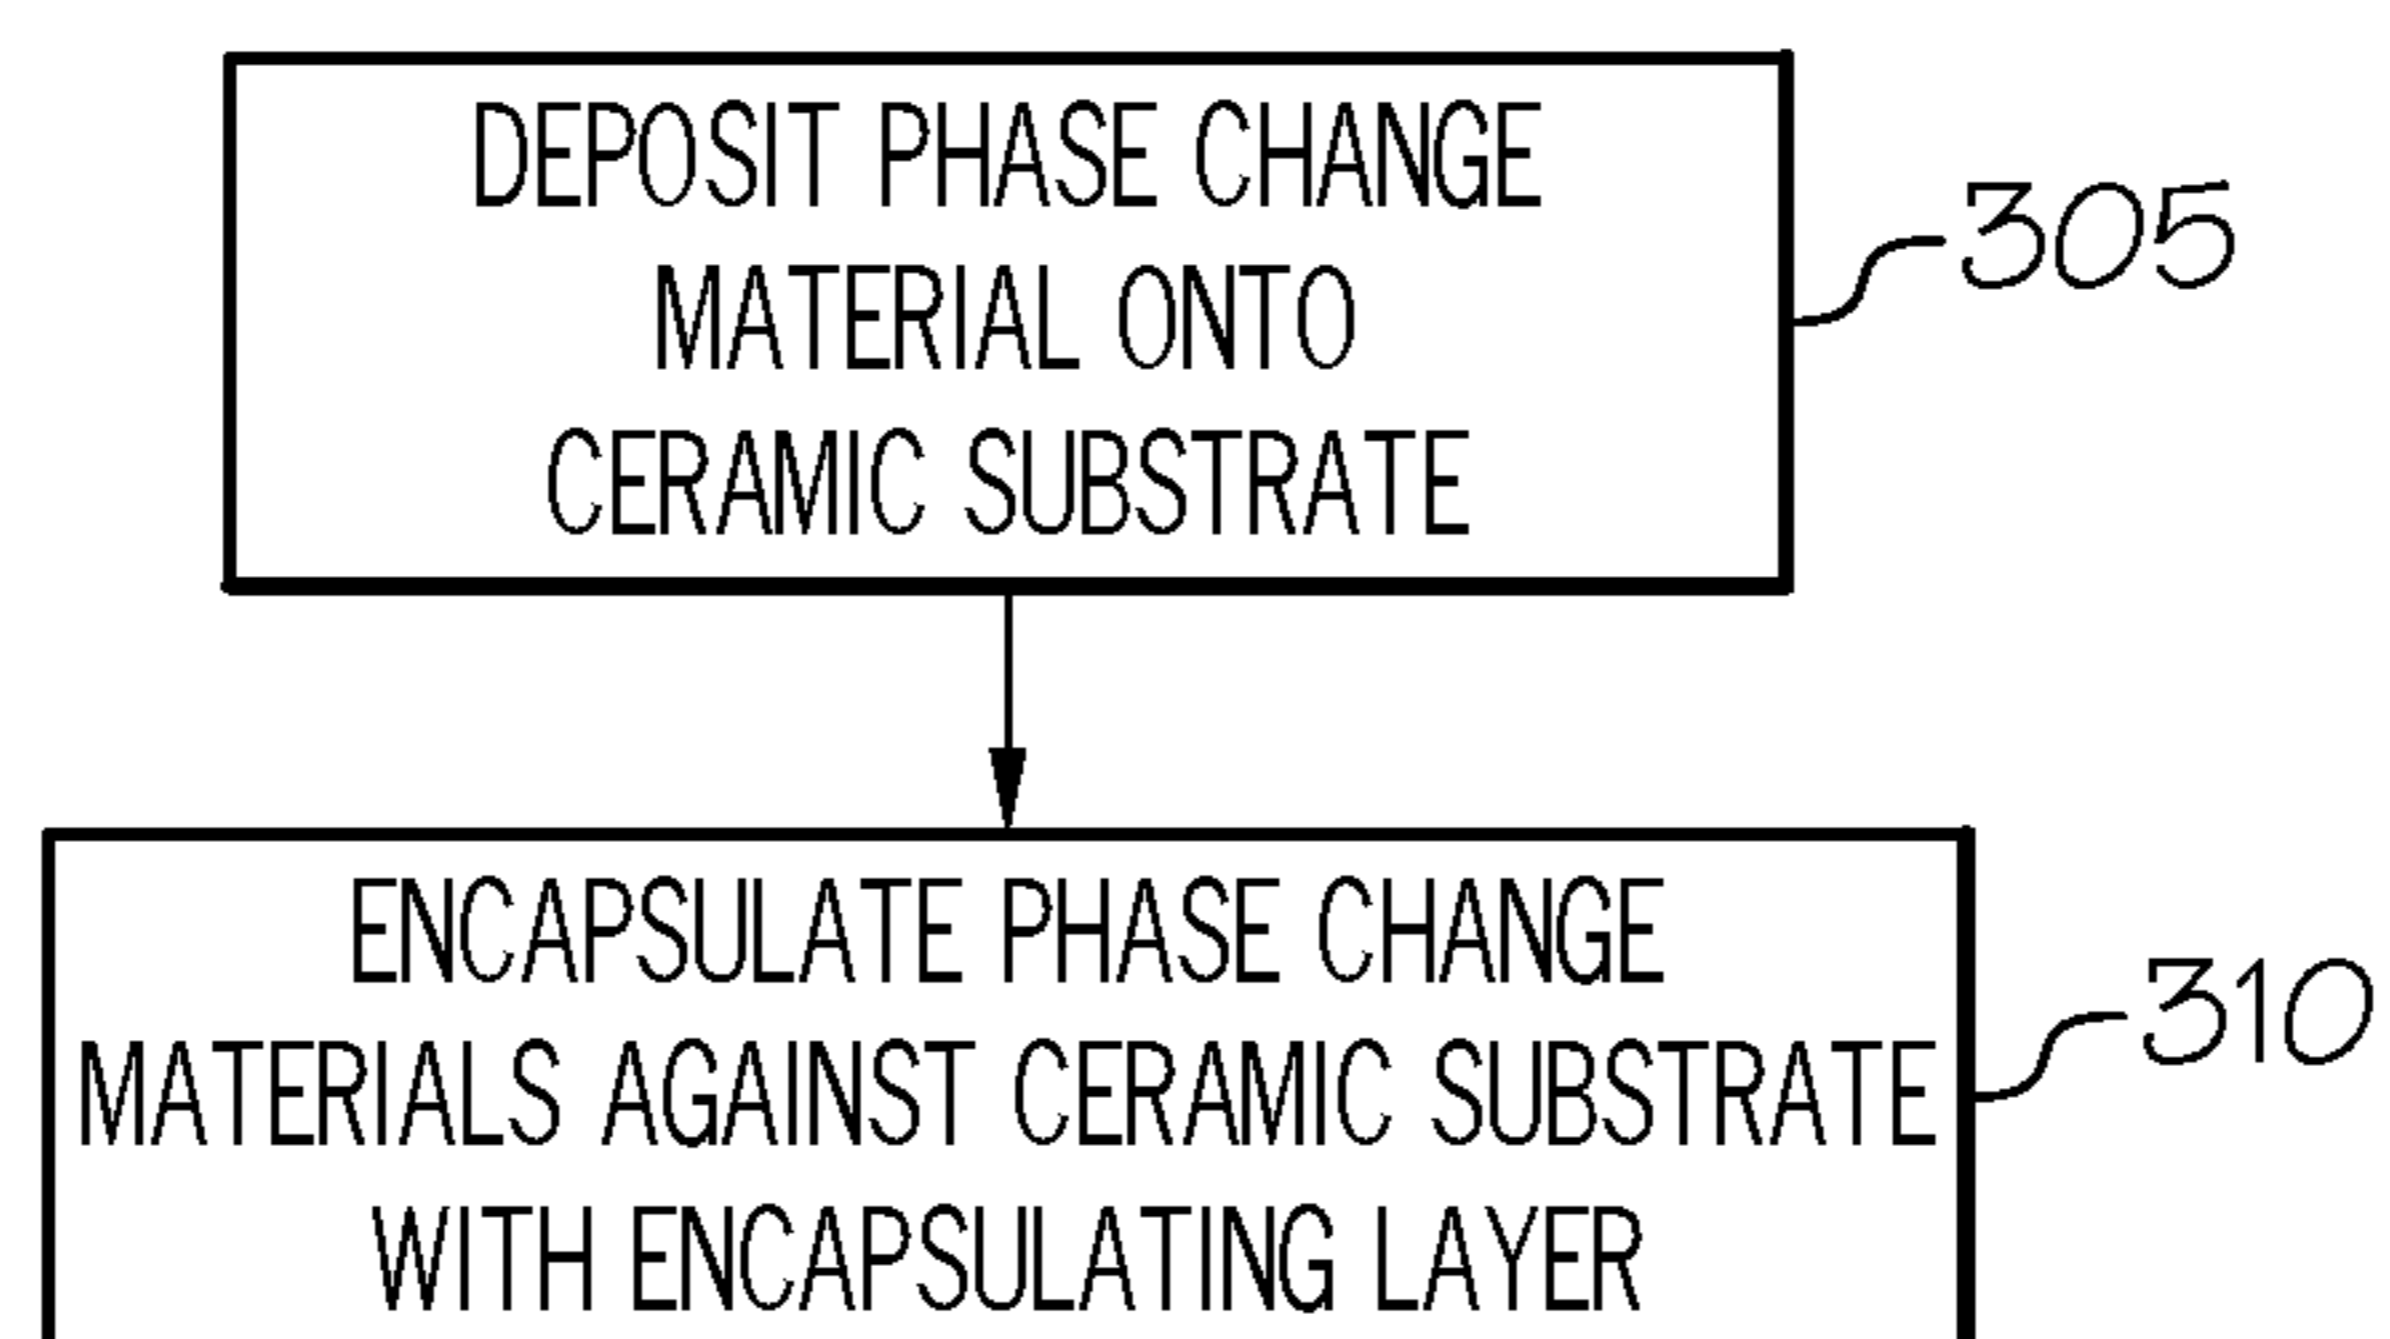 DEPOSIT PHASE CHANGE
MATERIAL ONTO
CERAMIC SUBSTRATE
305
ENCAPSULATE PHASE CHANGE
MATERIALS AGAINST CERAMIC SUBSTRATE
WITH ENCAPSULATING LAYER
310